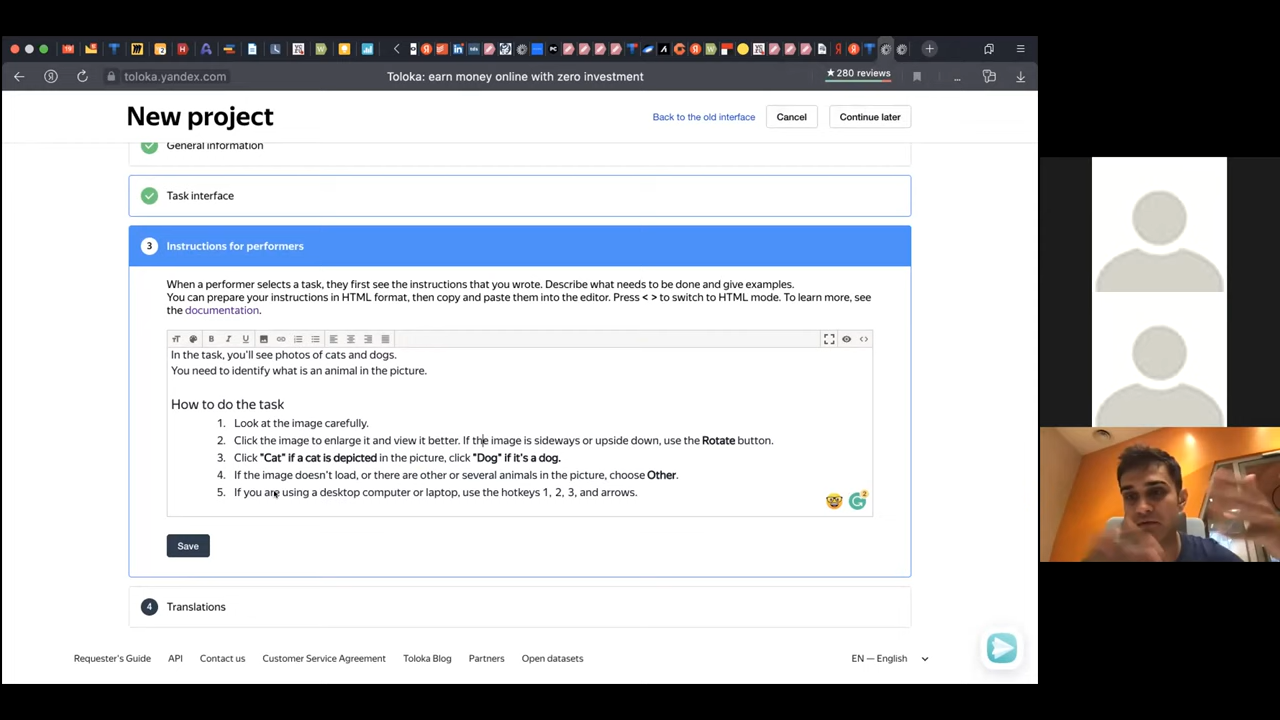 toloka.yandex.com
Toloka: earn money online with zero investment
★280 reviews
New project
Back to the old interface
Cancel
Continue later
General information
Task interface
3
Instructions for performers
When a performer selects a task, they first see the instructions that you wrote. Describe what needs to be done and give examples.
You can prepare your instructions in HTML format, then copy and paste them into the editor. Press < > to switch to HTML mode. To learn more, see
the documentation.
B I U
In the task, you'll see photos of cats and dogs.
You need to identify what is an animal in the picture.
How to do the task
1. Look at the image carefully.
2. Click the image to enlarge it and view it better. If the image is sideways or upside down, use the Rotate button.
3. Click "Cat" if a cat is depicted in the picture, click "Dog" if it's a dog.
4. If the image doesn't load, or there are other or several animals in the picture, choose Other.
5. If you are using a desktop computer or laptop, use the hotkeys 1, 2, 3, and arrows.
Save
4
Translations
Requester's Guide
API
Contact us
Customer Service Agreement
Toloka Blog
Partners
Open datasets
EN — English